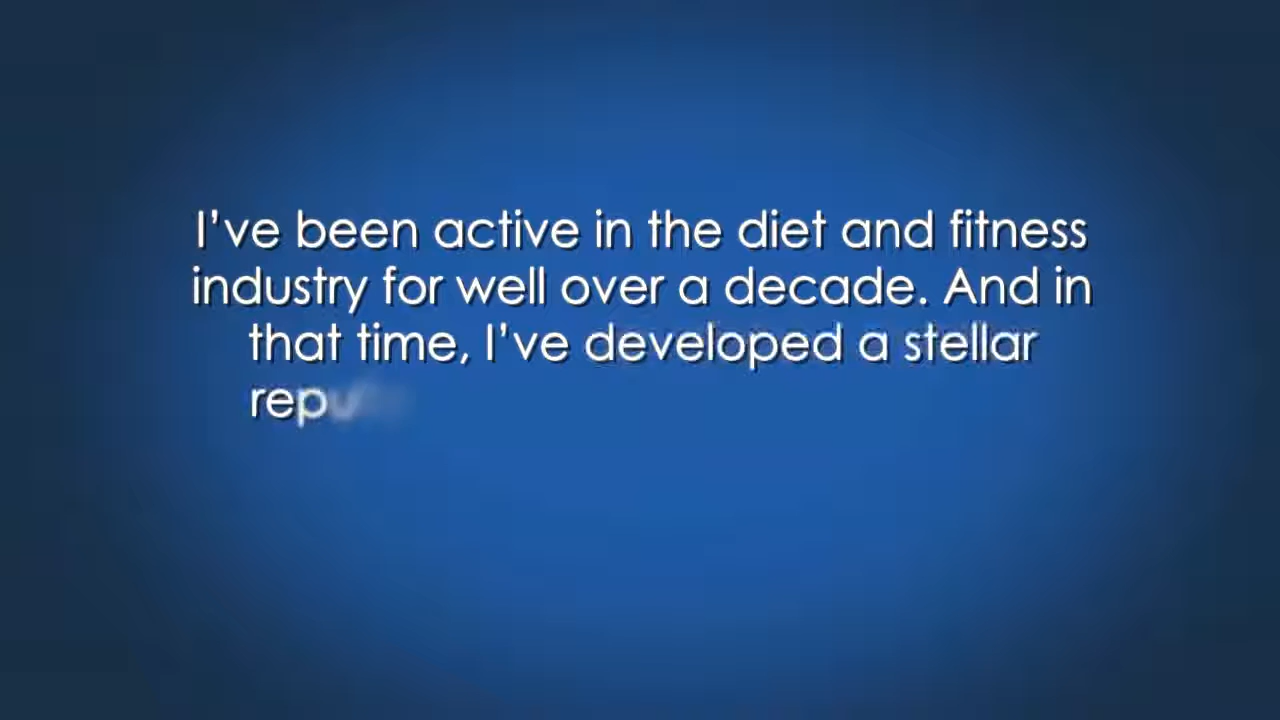 I’ve been active in the diet and fitness
industry for well over a decade. And in
that time, I’ve developed a stellar